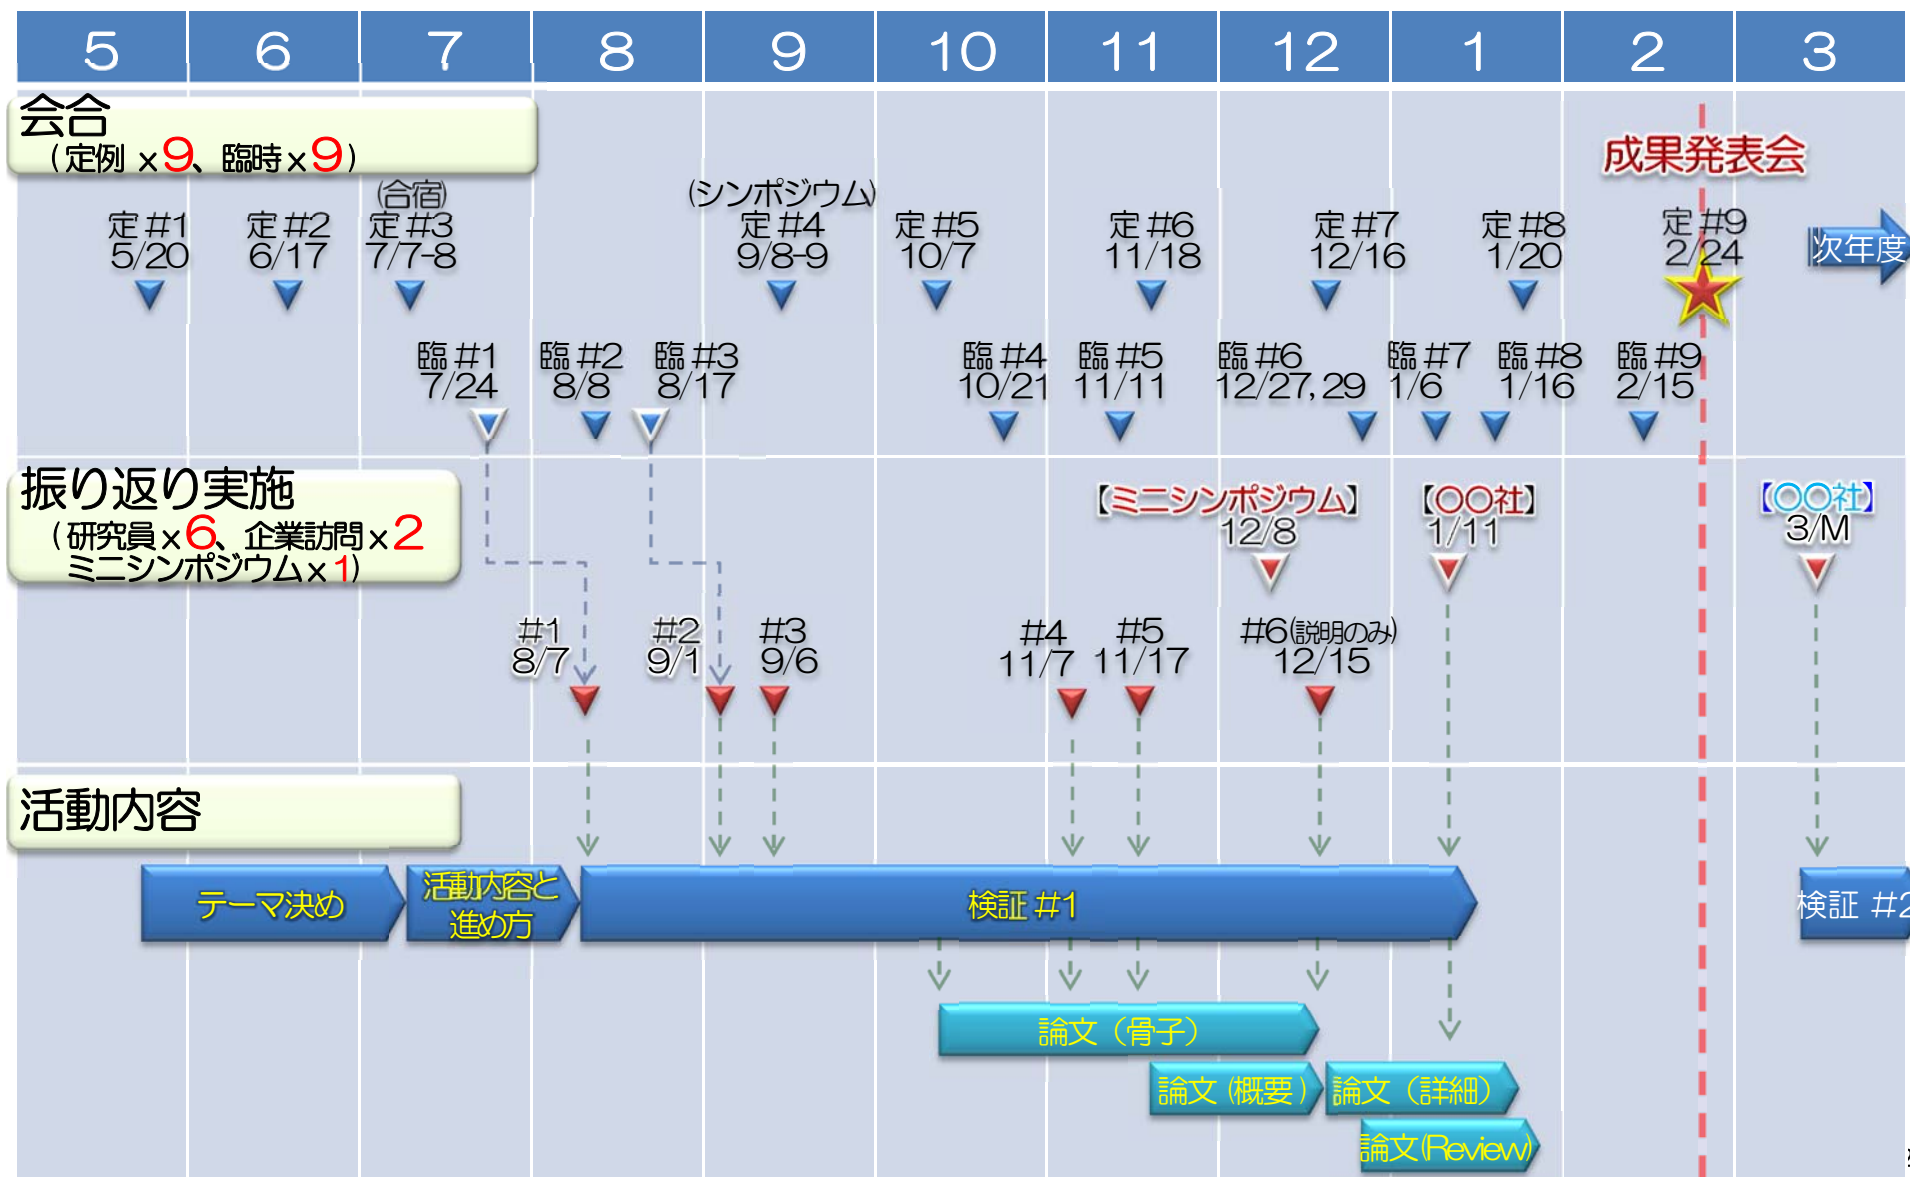 5 6 7 8 9 10 11 12 1 2 3
会合
(定例 x9、臨時x9)
成果発表会
(合宿)
(シンポジウム)
定 #1
5/20
定 #2
6/17
定 #3
7/7-8
定 #4
9/8-9
定 #5
10/7
定 #6
11/18
定 #7
12/16
定 #8
1/20
定 #9
2/24
次年度
臨 #1
7/24
臨 #2
8/8
臨 #3
8/17
臨 #4
10/21
臨 #5
11/11
臨 #6
12/27, 29
臨 #7
1/6
臨 #8
1/16
臨 #9
2/15
振り返り実施
(研究員x6、企業訪問x2
ミニシンポジウムx1)
【ミニシンポジウム】
12/8
【〇〇社】
1/11
【〇〇社】
3/M
#1
8/7
#2
9/1
#3
9/6
#4
11/7
#5
11/17
#6(説明のみ)
12/15
活動内容
テーマ決め
活動内容と
進め方
検証 #1
検証 #2
論文（骨子）
論文 (概要)
論文（詳細）
論文(Review)